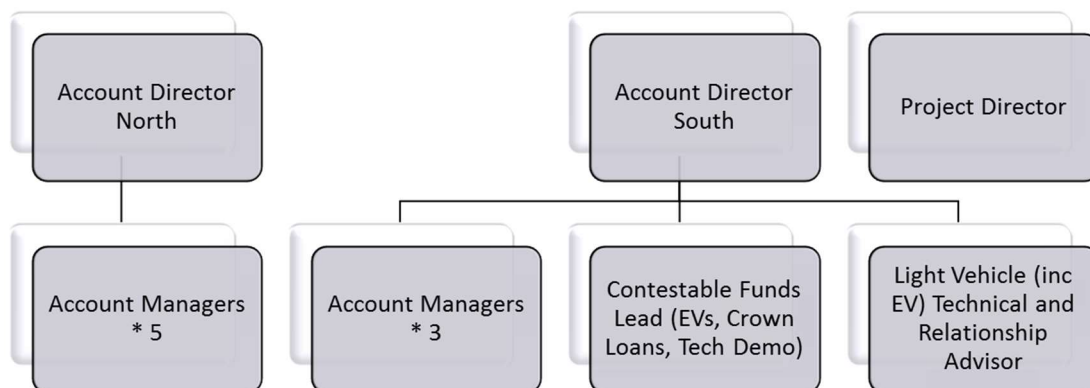 Account Director
North
Account Director
South
Project Director
Account Managers
* 5
Account Managers
* 3
Contestable Funds
Lead (EVs, Crown
Loans, Tech Demo)
Light Vehicle (inc
EV) Technical and
Relationship
Advisor